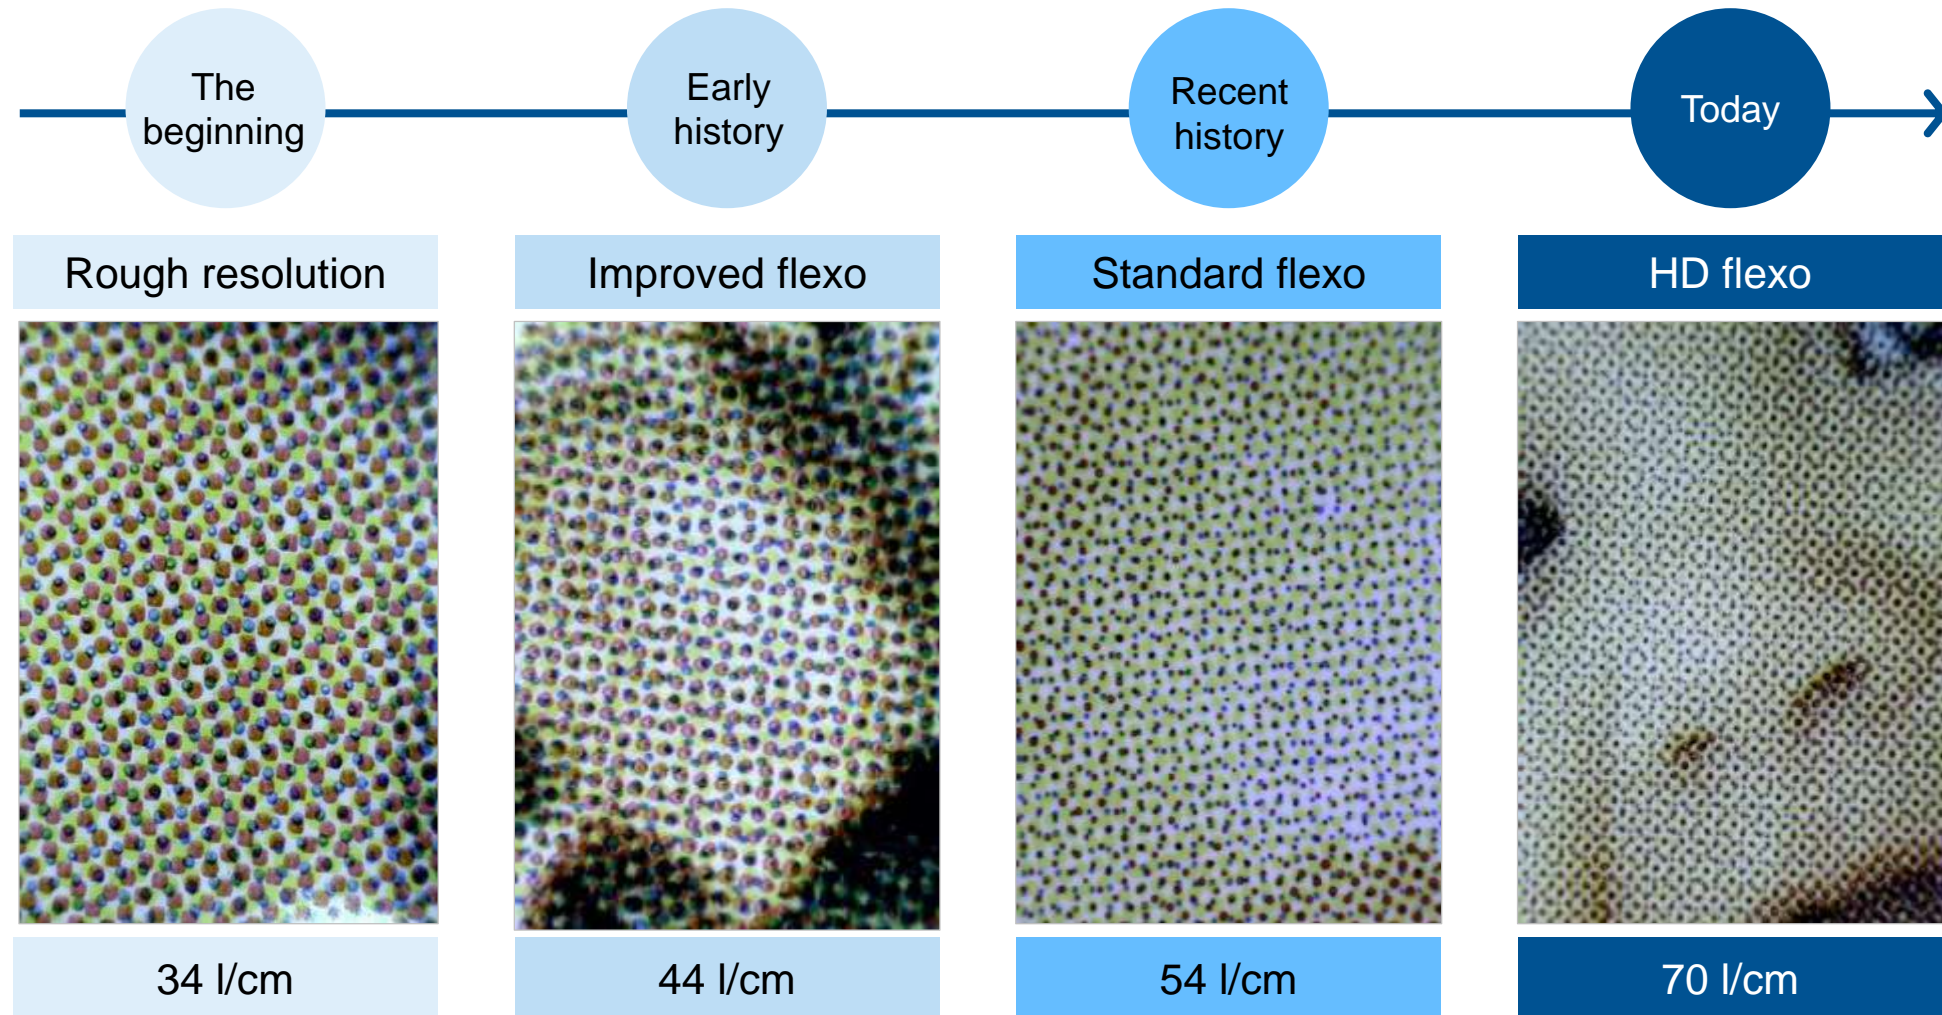 The
beginning
Early
history
Recent
history
Today
Rough resolution
Improved flexo
Standard flexo
HD flexo
34 l/cm
44 l/cm
54 l/cm
70 l/cm